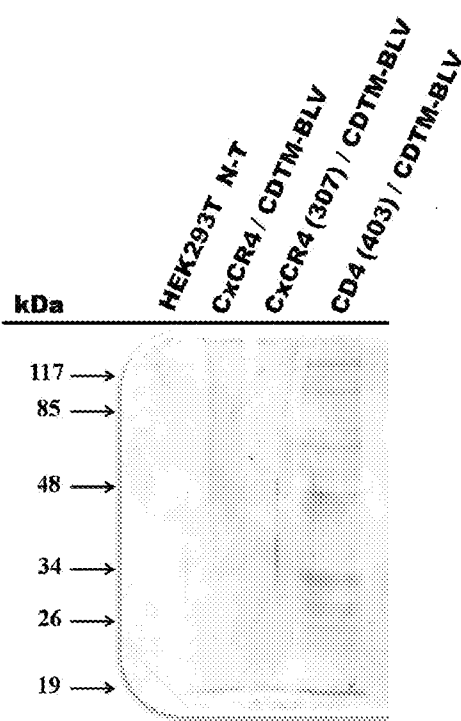 HEK293T N-T
CxCR4 / CDTM-BLV
CxCR4 (307) / CDTM-BLV
CD4 (403) / CDTM-BLV
kDa
117
85
48
34
26
19